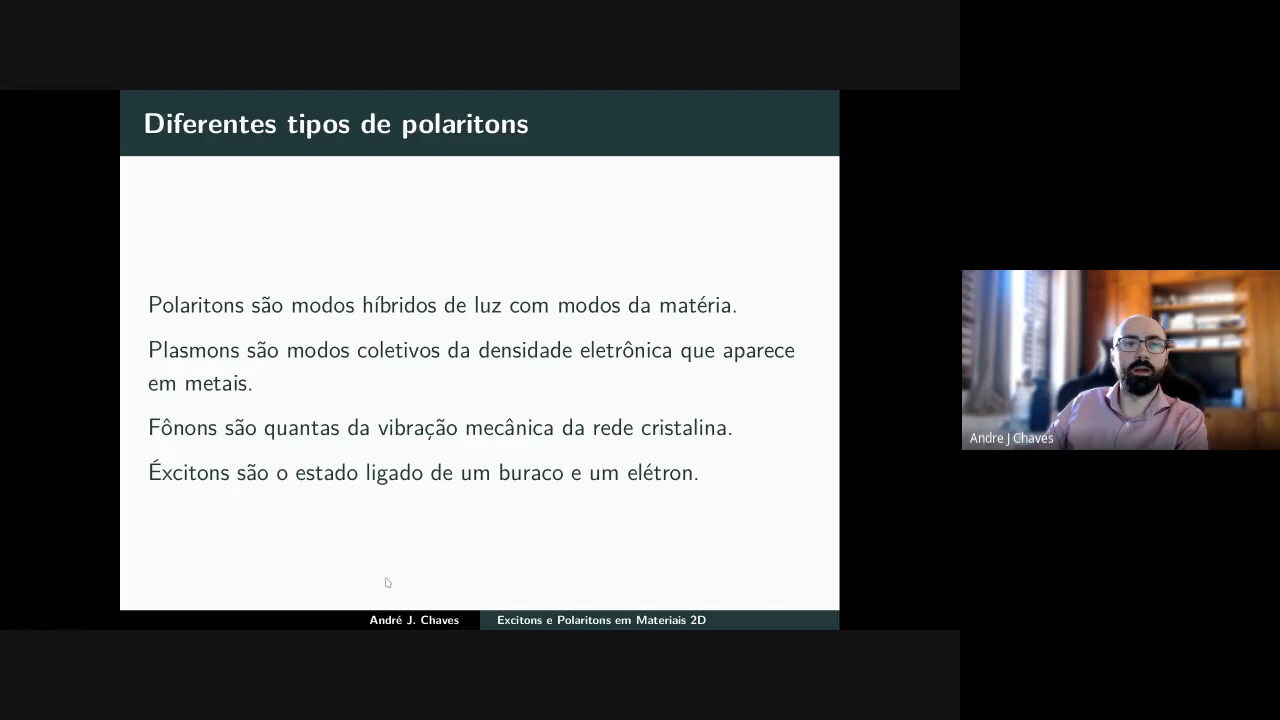 Diferentes tipos de polaritons
Polaritons são modos híbridos de luz com modos da matéria.
Plasmons são modos coletivos da densidade eletrônica que aparece
em metais.
Fônons são quantas da vibração mecânica da rede cristalina.
Éxcitons são o estado ligado de um buraco e um elétron.
André J. Chaves
Excitons e Polaritons em Materiais 2D
Andre J Chaves